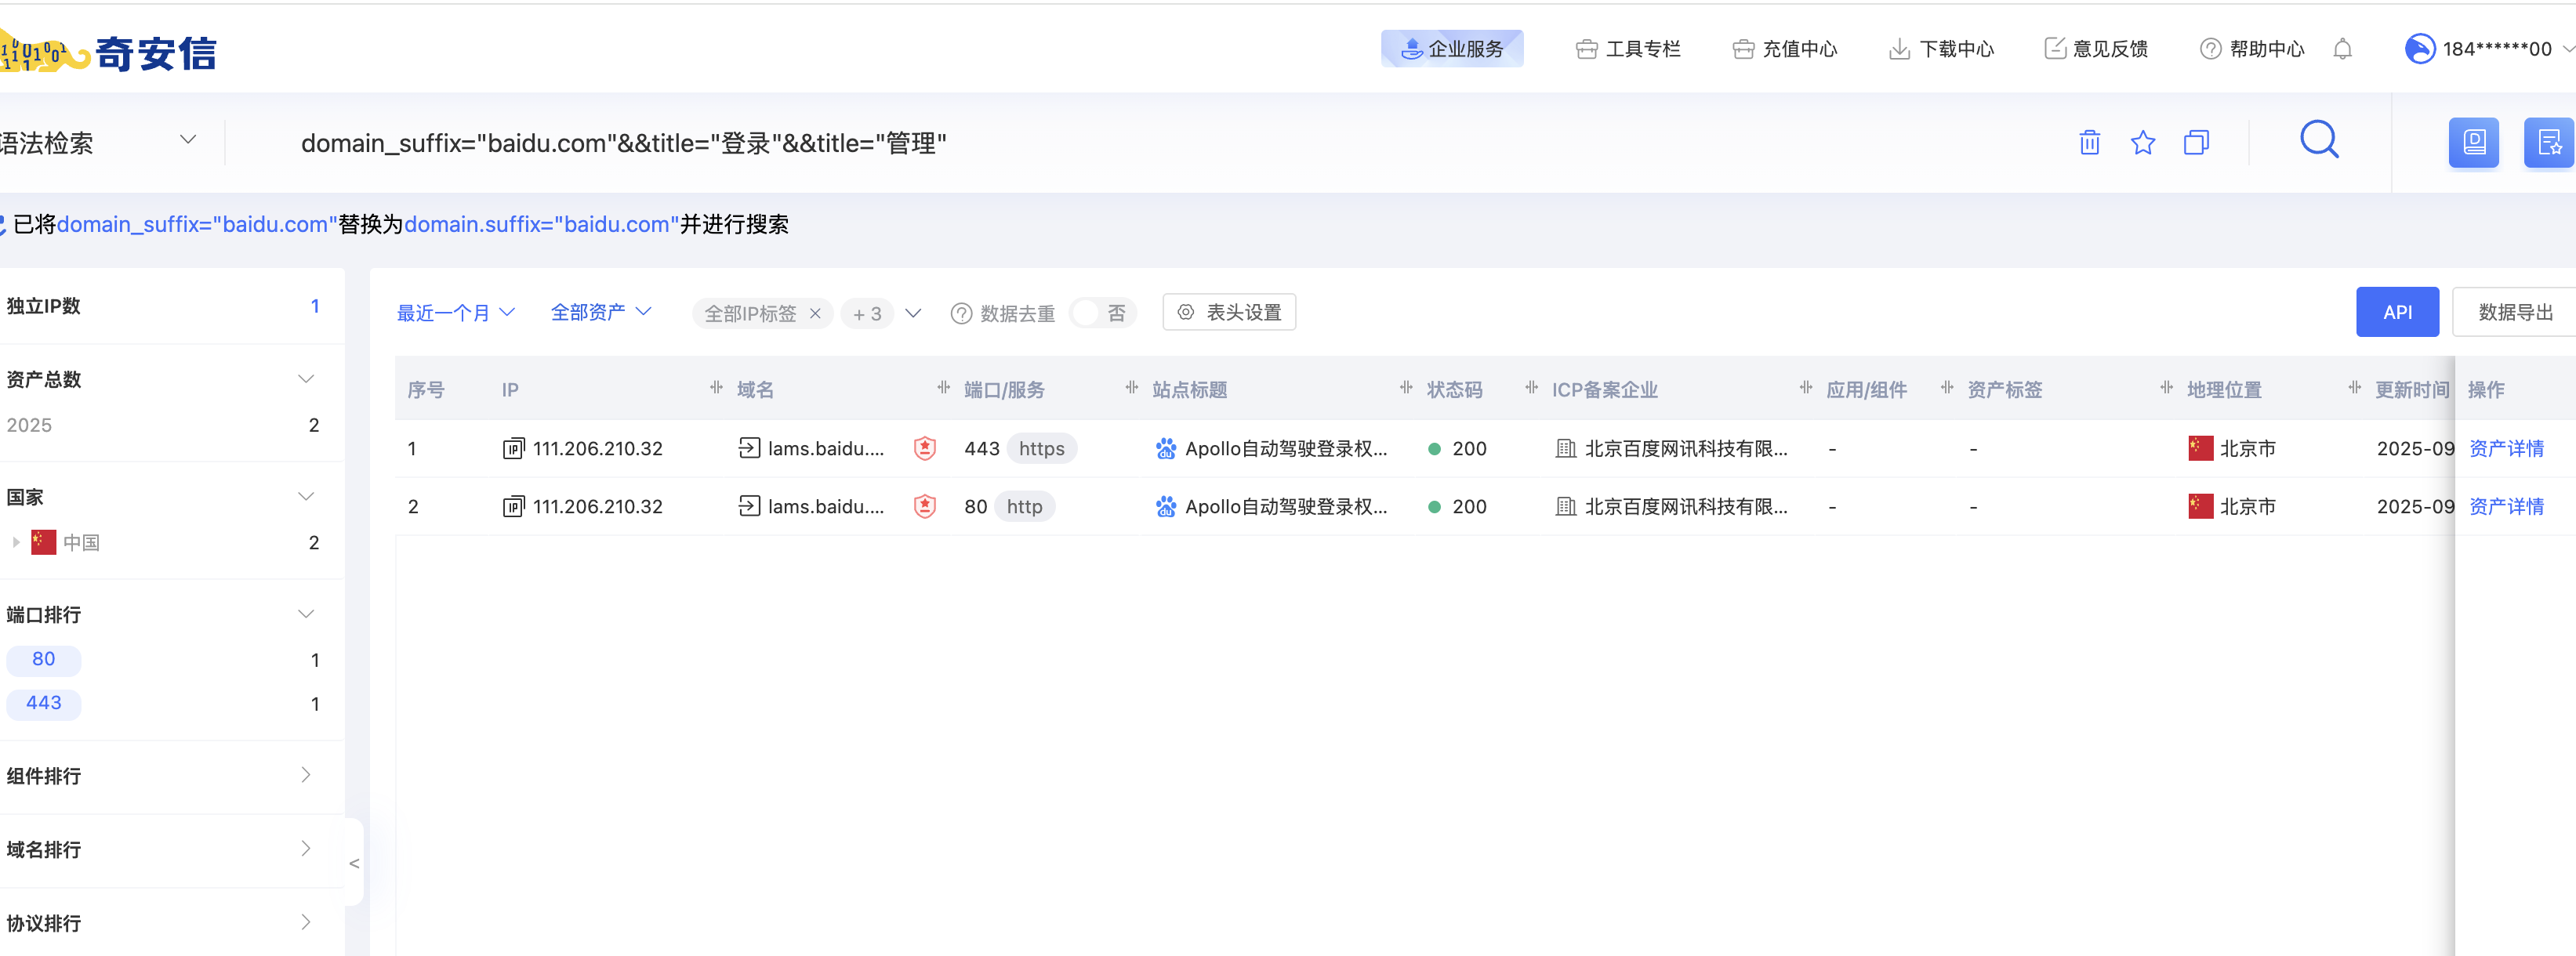 奇安信
企业服务 工具专栏 充值中心 下载中心 意见反馈 帮助中心 184******00
语法检索 domain_suffix="baidu.com"&&title="登录"&&title="管理"
已将domain_suffix="baidu.com"替换为domain.suffix="baidu.com"并进行搜索
独立IP数 1
资产总数
2025 2
国家
中国 2
端口排行
80 1
443 1
组件排行
域名排行
协议排行
<
最近一个月 全部资产 全部IP标签 × + 3 数据去重 否 表头设置 API 数据导出
序号 IP 域名 端口/服务 站点标题 状态码 ICP备案企业 应用/组件 资产标签 地理位置 更新时间 操作
1 111.206.210.32 lams.baidu.... 443 https Apollo自动驾驶登录权... 200 北京百度网讯科技有限... - - 北京市 2025-09 资产详情
2 111.206.210.32 lams.baidu.... 80 http Apollo自动驾驶登录权... 200 北京百度网讯科技有限... - - 北京市 2025-09 资产详情